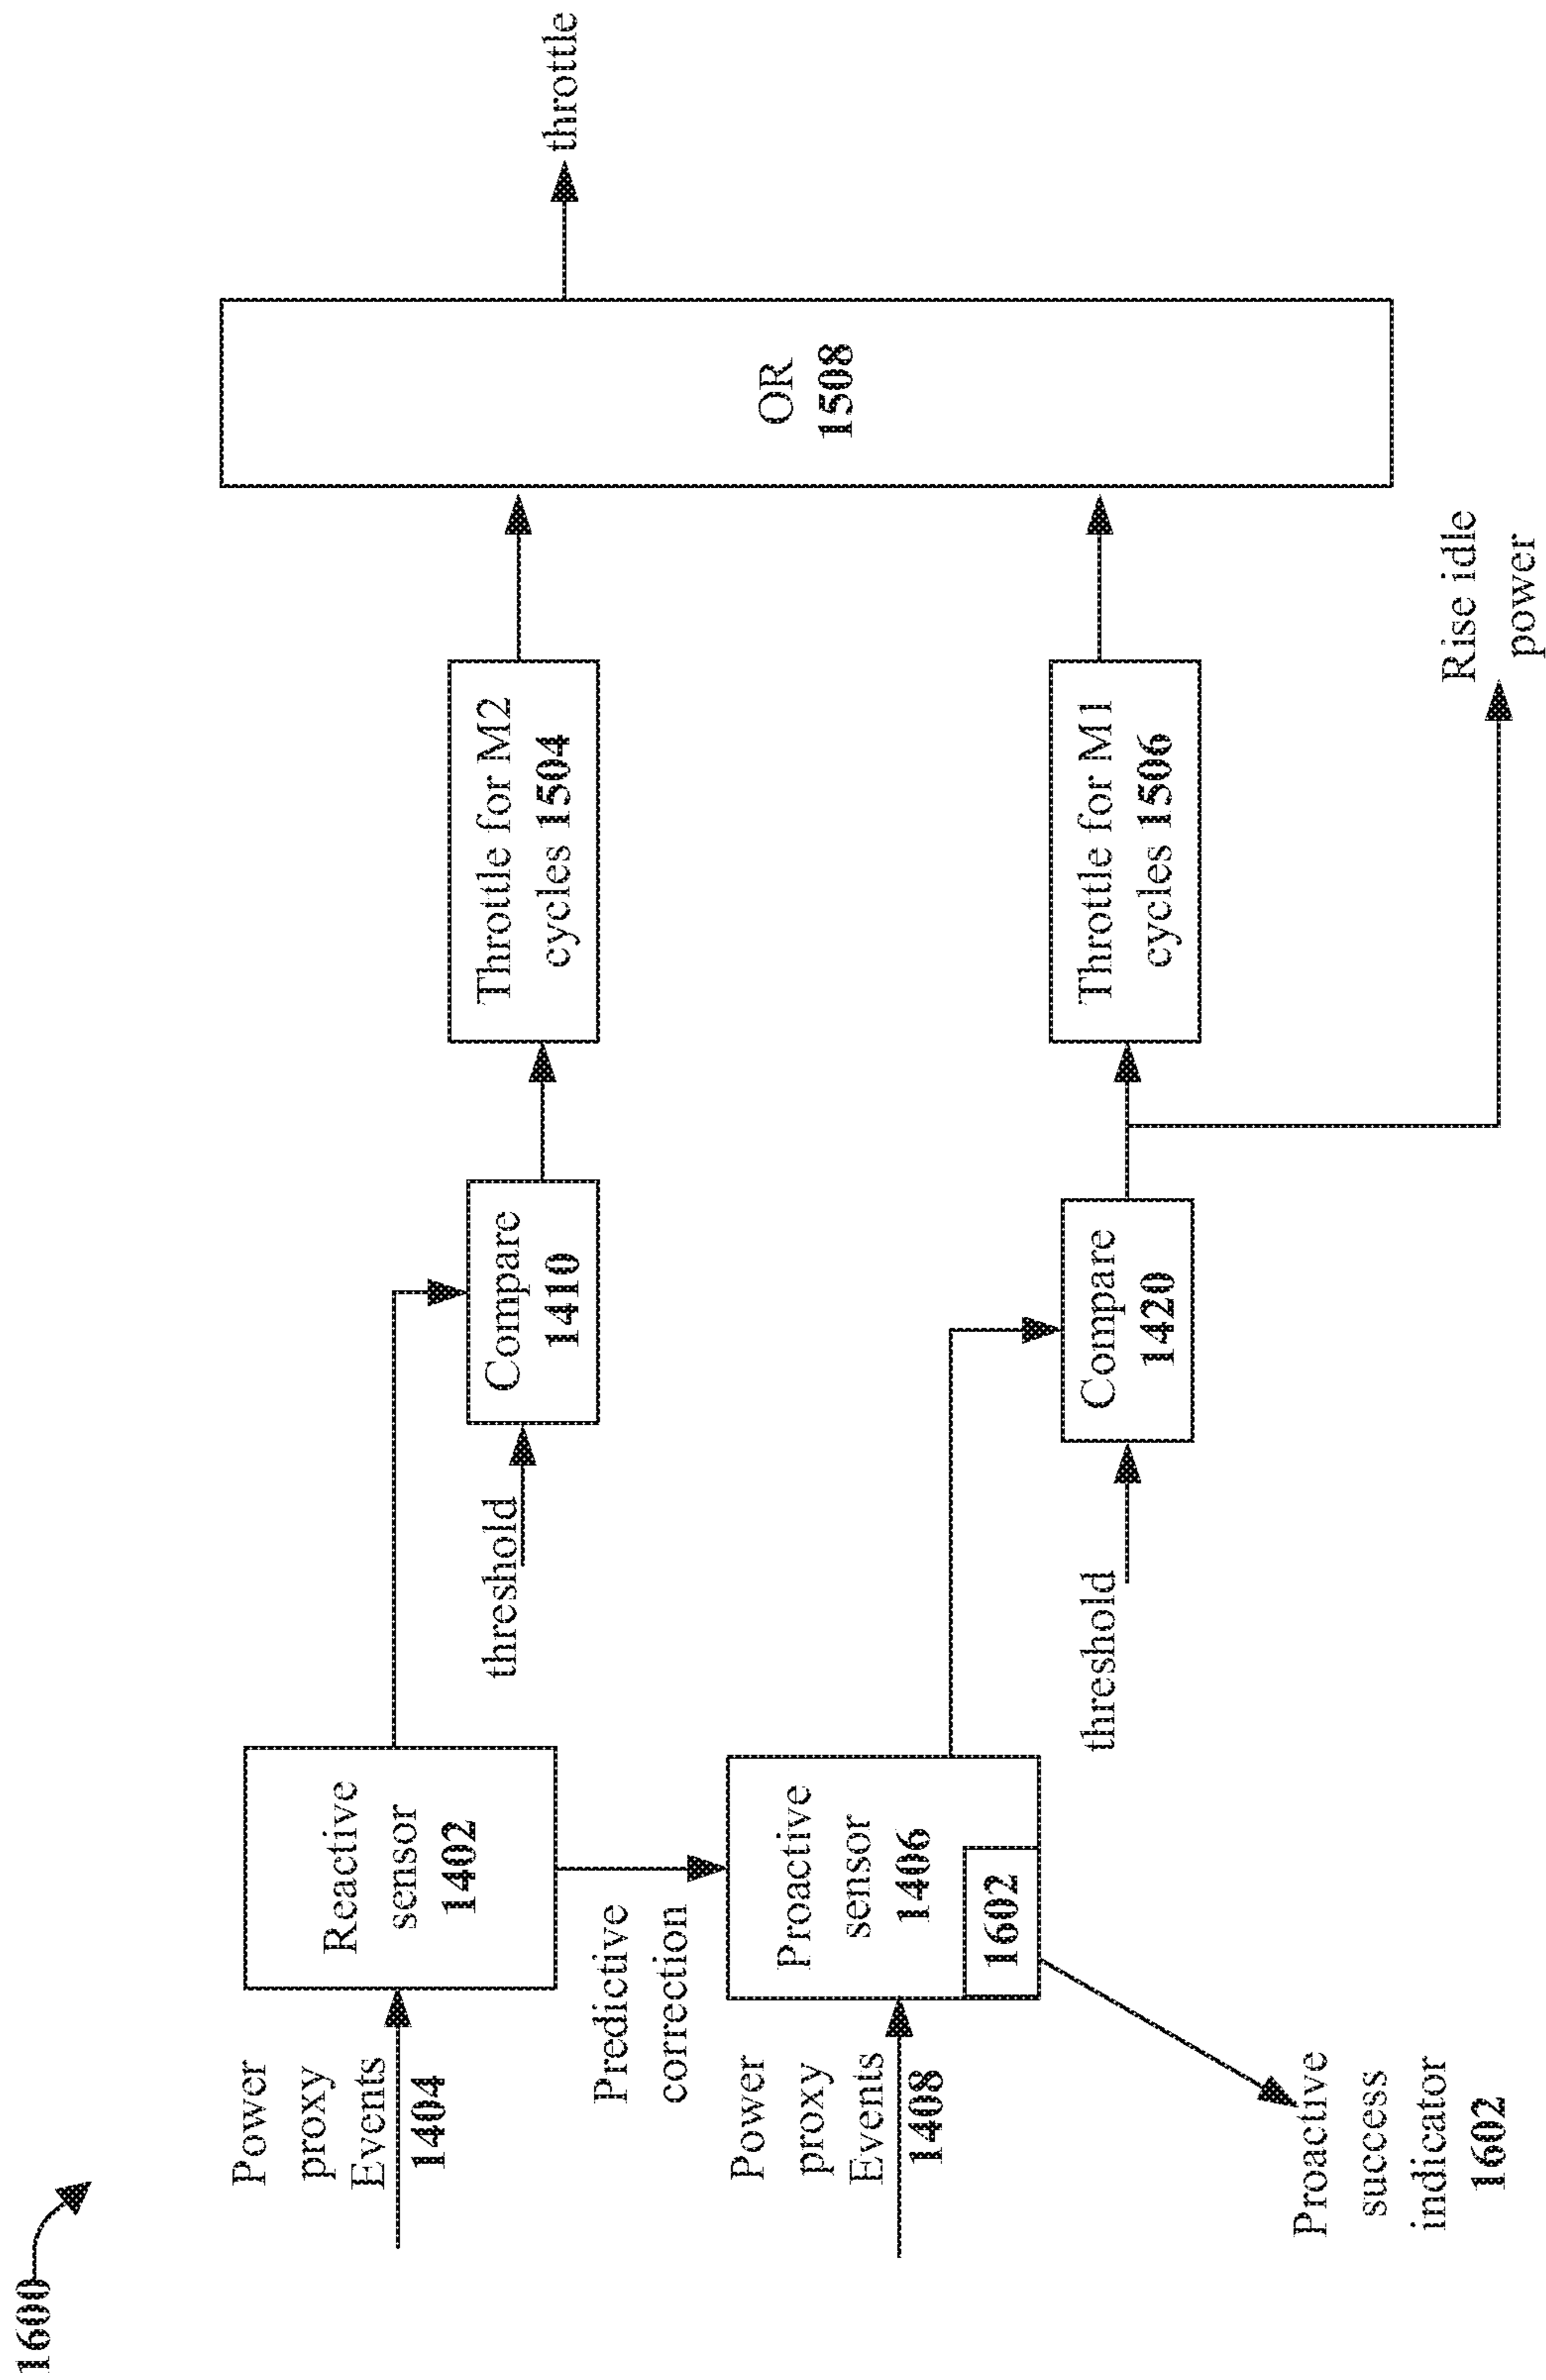 1600
Power
proxy
Events
1404
Reactive
sensor
1402
threshold
Compare
1410
Throttle for M2
cycles 1504
OR
1508
throttle
Predictive
correction
Power
proxy
Events
1408
Proactive
sensor
1406
1602
threshold
Compare
1420
Throttle for M1
cycles 1506
Rise idle
power
Proactive
success
indicator
1602